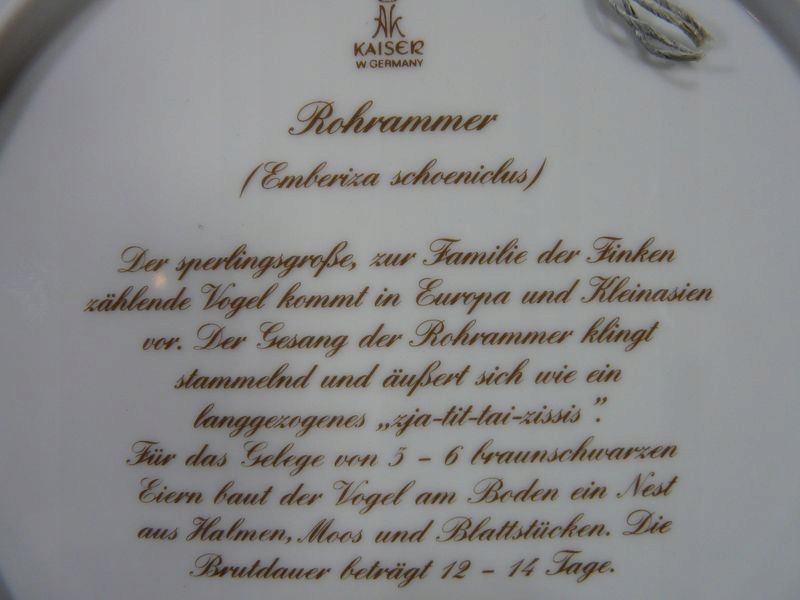 AK
KAISER
W. GERMANY
Rohrammer
(Emberiza schoeniclus)
Der sperlingsgroße, zur Familie der Finken
zählende Vogel kommt in Europa und Kleinasien
vor. Der Gesang der Rohrammer klingt
stammelnd und äußert sich wie ein
langgezogenes „zja-tit-tai-zissis”.
Für das Gelege von 5 - 6 braunschwarzen
Eiern baut der Vogel am Boden ein Nest
aus Halmen, Moos und Blattstücken. Die
Brutdauer beträgt 12 - 14 Tage.